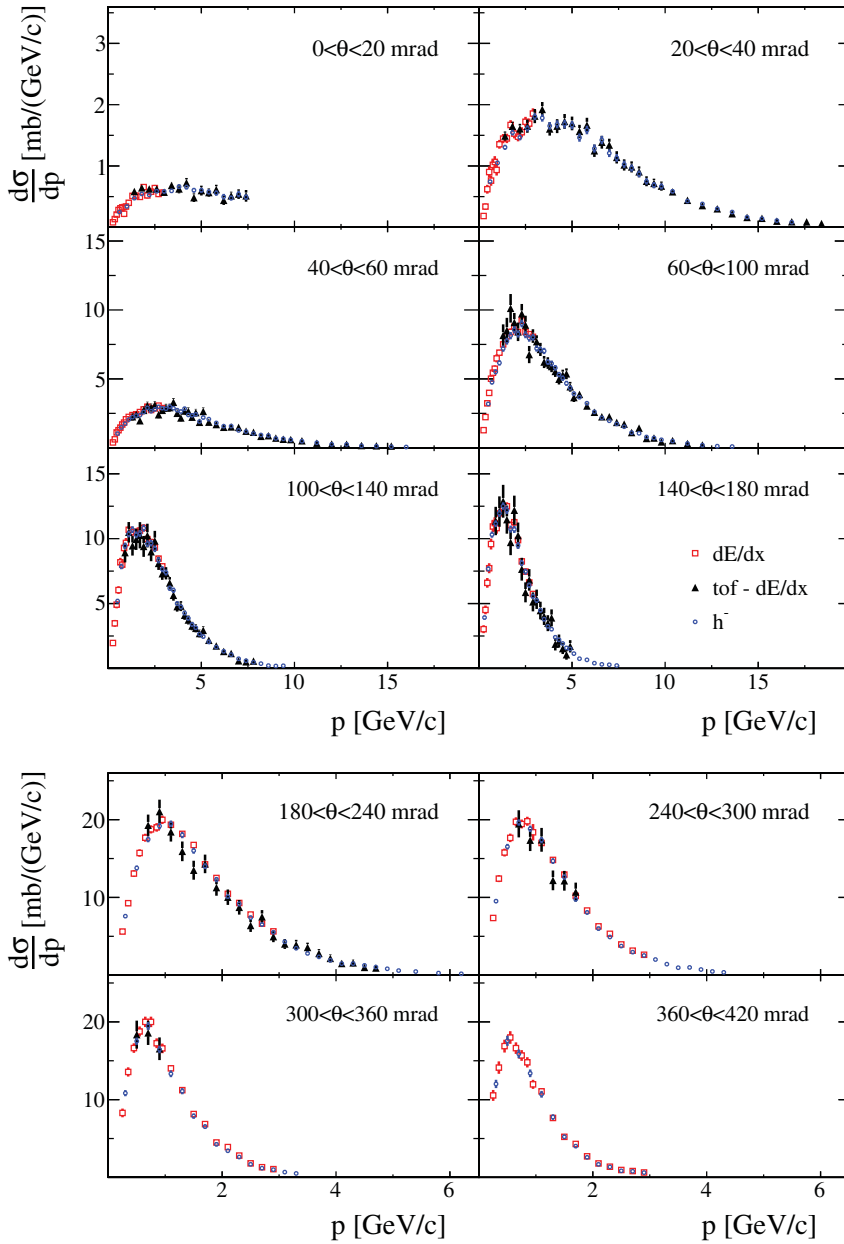 0<θ<20 mrad
20<θ<40 mrad
dσ/dp [mb/(GeV/c)]
3
2
1
40<θ<60 mrad
60<θ<100 mrad
15
10
5
100<θ<140 mrad
140<θ<180 mrad
15
10
5
dE/dx
tof - dE/dx
h⁻
5 10 15
5 10 15
p [GeV/c]
p [GeV/c]
180<θ<240 mrad
240<θ<300 mrad
dσ/dp [mb/(GeV/c)]
20
10
300<θ<360 mrad
360<θ<420 mrad
20
10
2 4 6
2 4 6
p [GeV/c]
p [GeV/c]